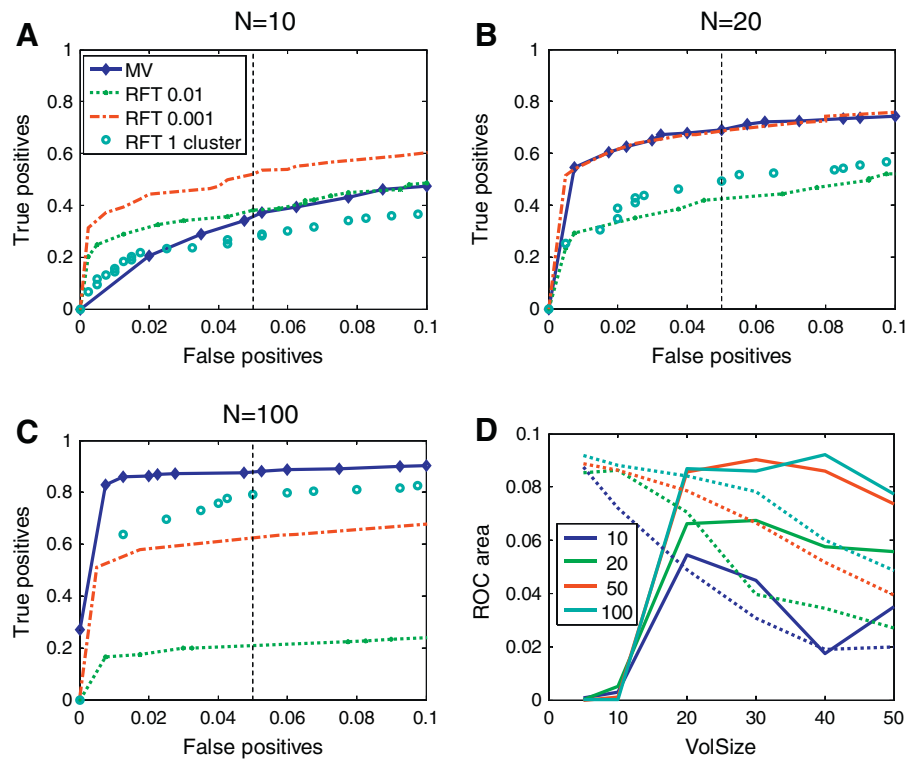 A
N=10
1
0.8
0.6
0.4
0.2
0
True positives
MV
RFT 0.01
RFT 0.001
RFT 1 cluster
0 0.02 0.04 0.06 0.08 0.1
False positives
B
N=20
1
0.8
0.6
0.4
0.2
0
True positives
0 0.02 0.04 0.06 0.08 0.1
False positives
C
N=100
1
0.8
0.6
0.4
0.2
0
True positives
0 0.02 0.04 0.06 0.08 0.1
False positives
D
0.1
0.08
0.06
0.04
0.02
0
ROC area
10
20
50
100
0 10 20 30 40 50
VolSize